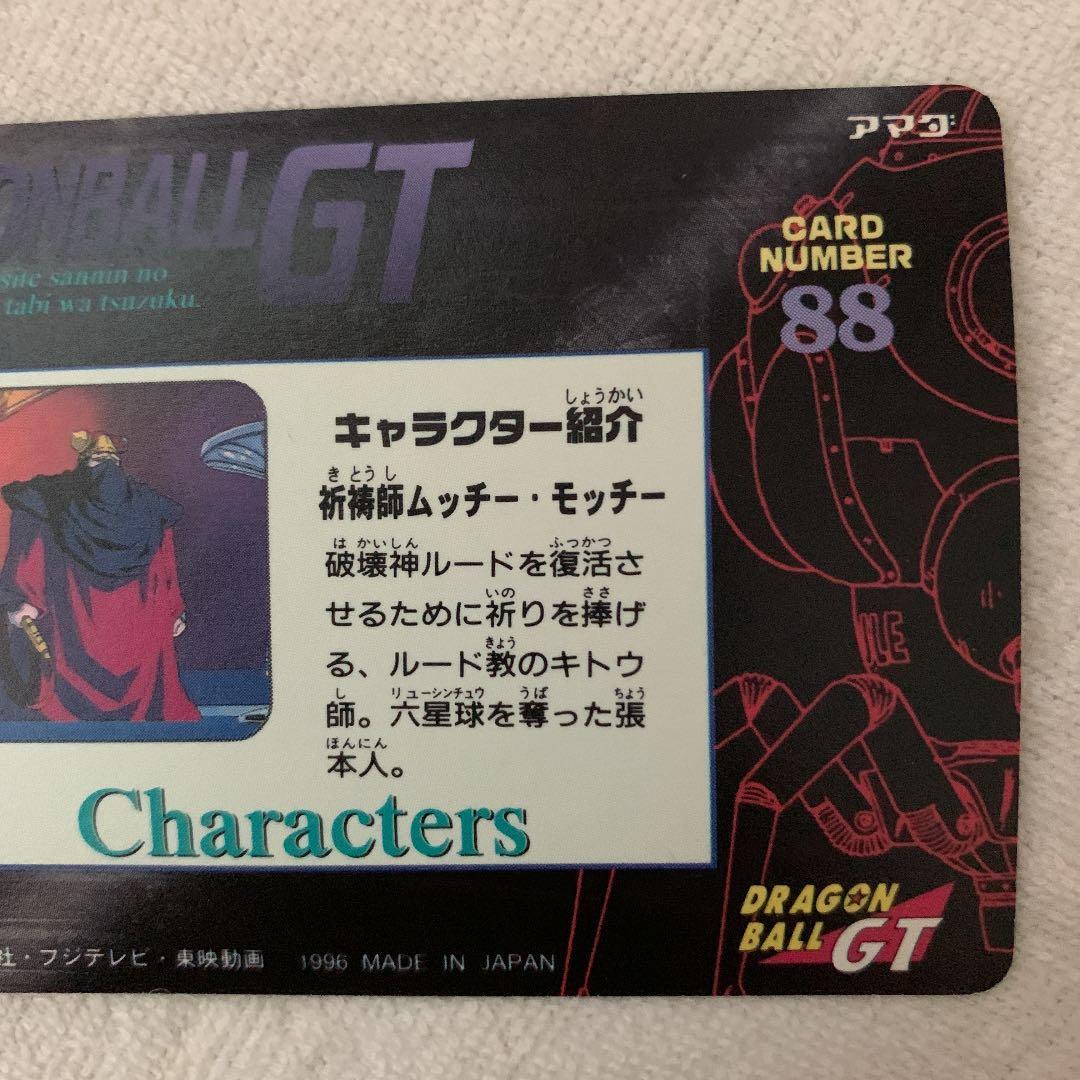 アマダ
ONBALL GT
site sannin no
tabi wa tsuzuku.
CARD
NUMBER
88
しょうかい
キャラクター紹介
きとうし
祈祷師ムッチー・モッチー
はかいしん ふっかつ
破壊神ルードを復活さ
いの ささ
せるために祈りを捧げ
きょう
る、ルード教のキトウ
し リューシンチュウ うば ちょう
師。六星球を奪った張
ほんにん
本人。
Characters
DRAGON
BALL GT
社・フジテレビ・東映動画 1996 MADE IN JAPAN